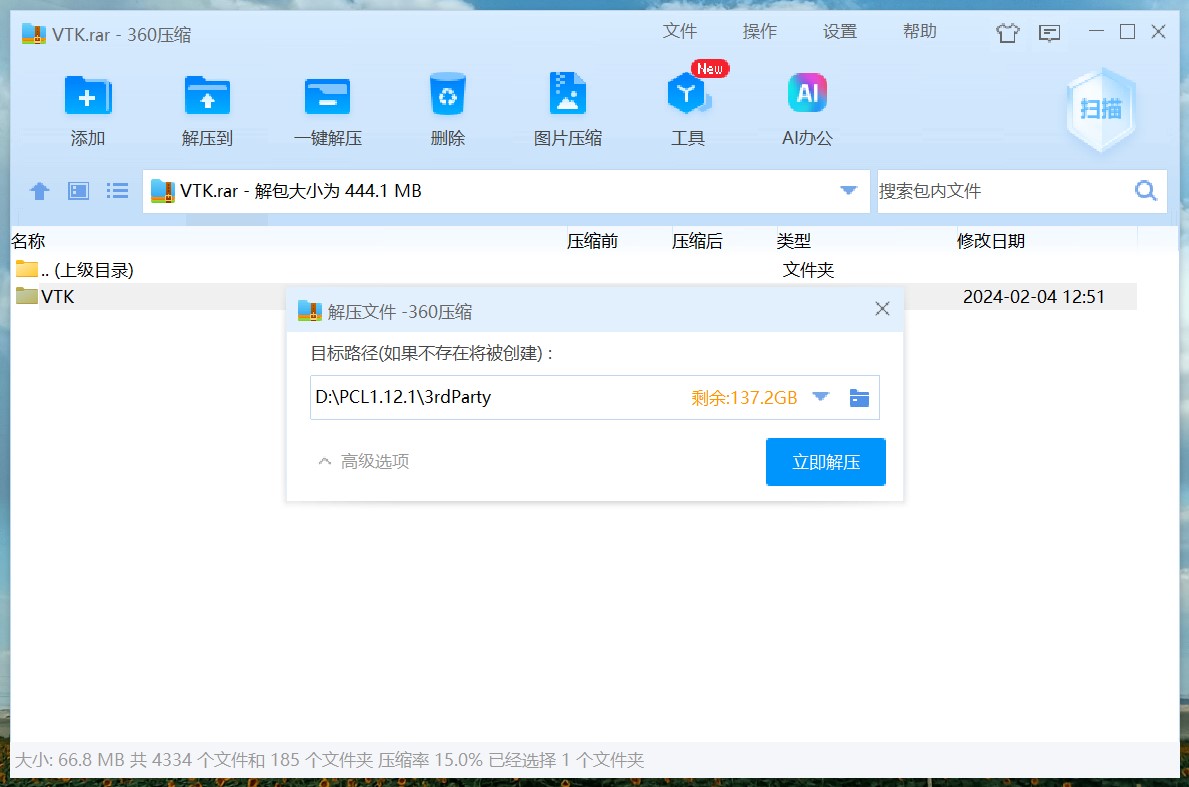 VTK.rar - 360压缩 文件 操作 设置 帮助
New
AI
添加 解压到 一键解压 删除 图片压缩 工具 AI办公
扫描
VTK.rar - 解包大小为 444.1 MB 搜索包内文件
名称 压缩前 压缩后 类型 修改日期
.. (上级目录) 文件夹
VTK 2024-02-04 12:51
解压文件 -360压缩
目标路径(如果不存在将被创建)：
D:\PCL1.12.1\3rdParty 剩余:137.2GB
高级选项 立即解压
大小: 66.8 MB 共 4334 个文件和 185 个文件夹 压缩率 15.0% 已经选择 1 个文件夹